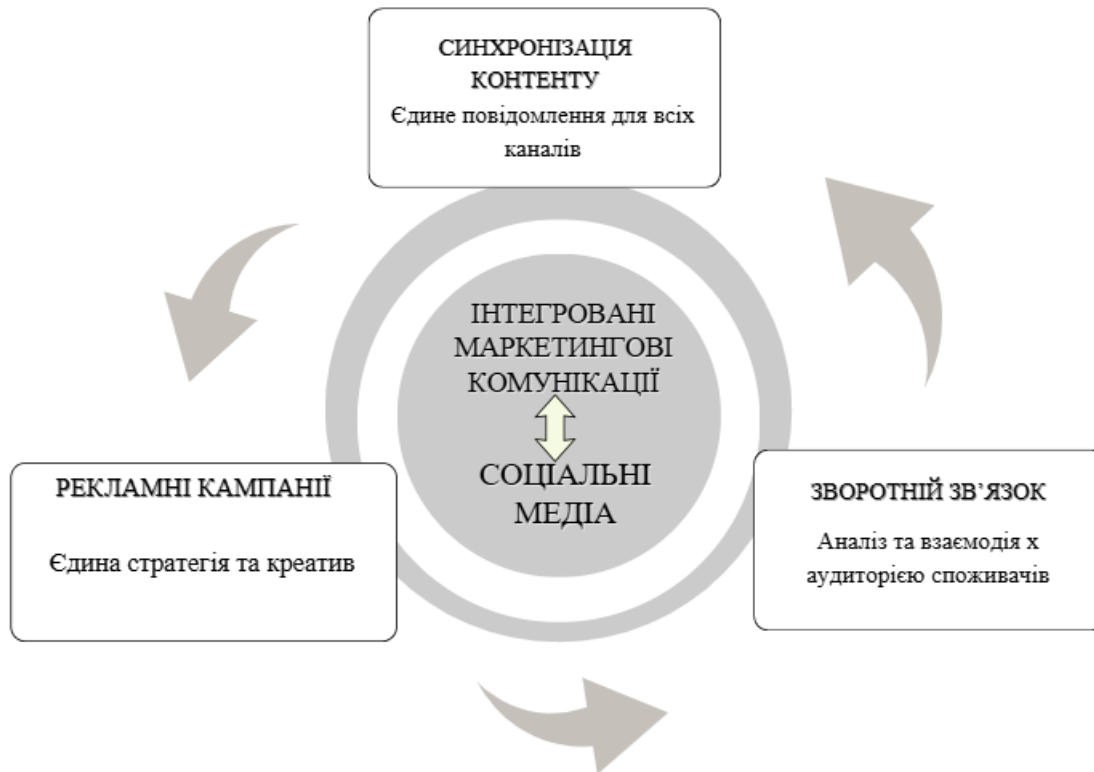 СИНХРОНІЗАЦІЯ
КОНТЕНТУ
Єдине повідомлення для всіх
каналів
ІНТЕГРОВАНІ
МАРКЕТИНГОВІ
КОМУНІКАЦІЇ
СОЦІАЛЬНІ
МЕДІА
РЕКЛАМНІ КАМПАНІЇ
Єдина стратегія та креатив
ЗВОРОТНІЙ ЗВ’ЯЗОК
Аналіз та взаємодія х
аудиторією споживачів